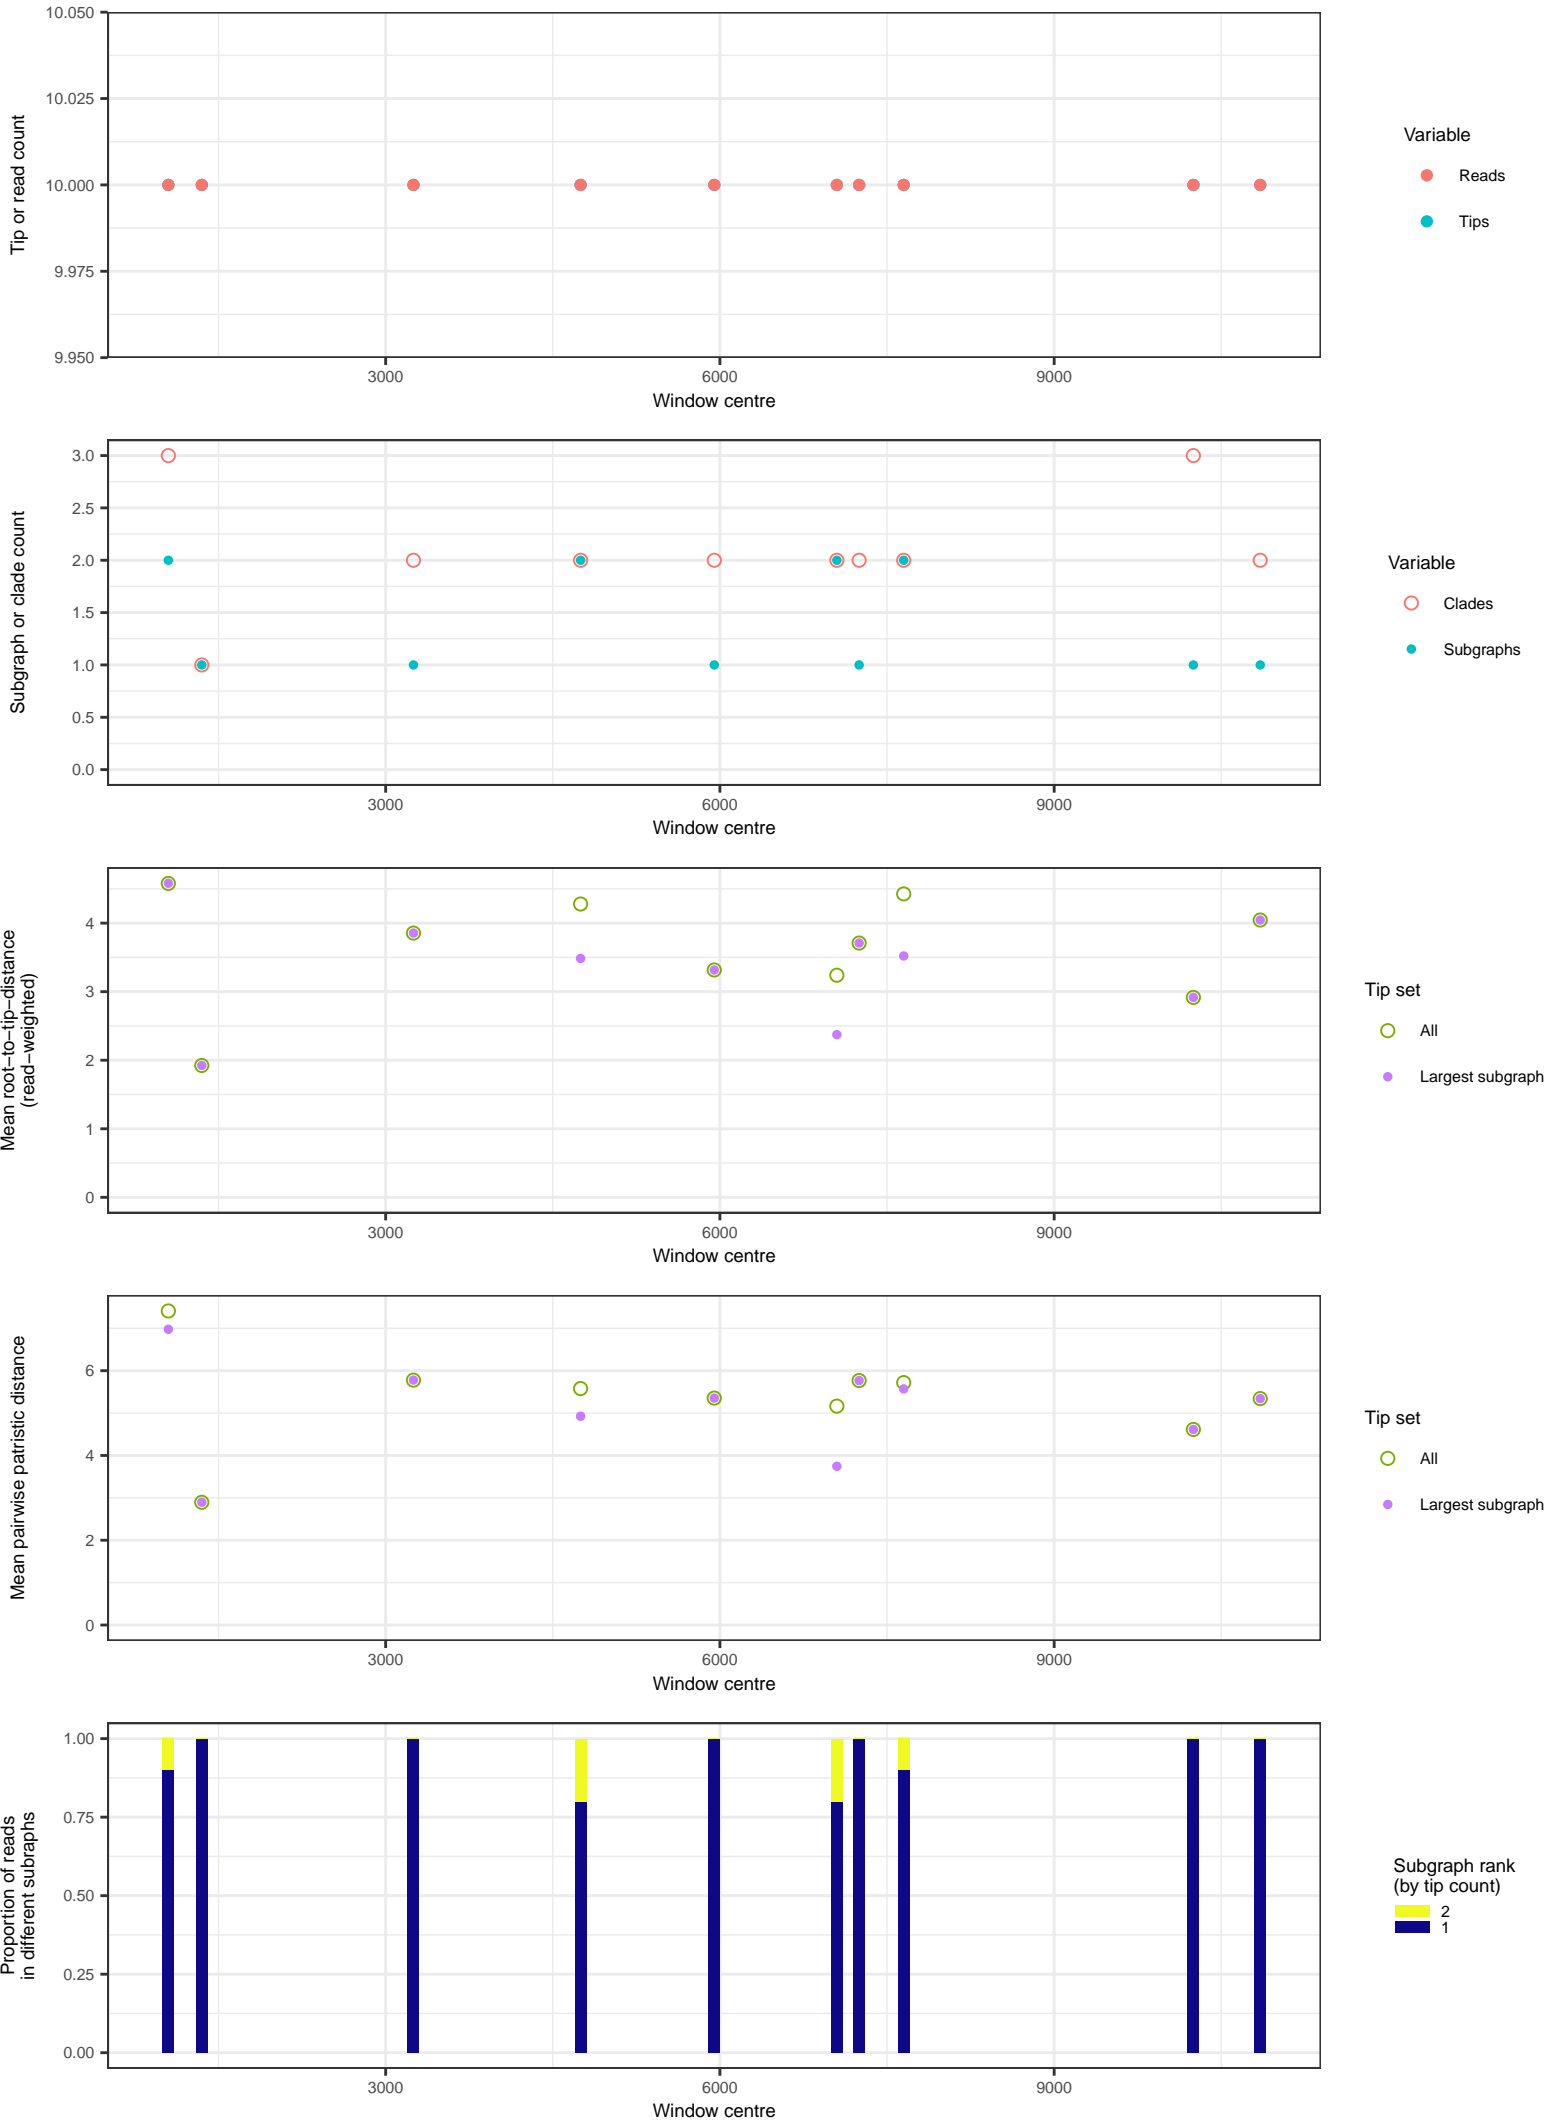 10.050
10.025
10.000
9.975
9.950
Tip or read count
3000
6000
9000
Window centre
Variable
Reads
Tips
3.0
2.5
2.0
1.5
1.0
0.5
0.0
Subgraph or clade count
3000
6000
9000
Window centre
Variable
Clades
Subgraphs
4
3
2
1
0
Mean root−to−tip−distance
(read−weighted)
3000
6000
9000
Window centre
Tip set
All
Largest subgraph
6
4
2
0
Mean pairwise patristic distance
3000
6000
9000
Window centre
Tip set
All
Largest subgraph
1.00
0.75
0.50
0.25
0.00
Proportion of reads
in different subraphs
3000
6000
9000
Window centre
Subgraph rank
(by tip count)
2
1